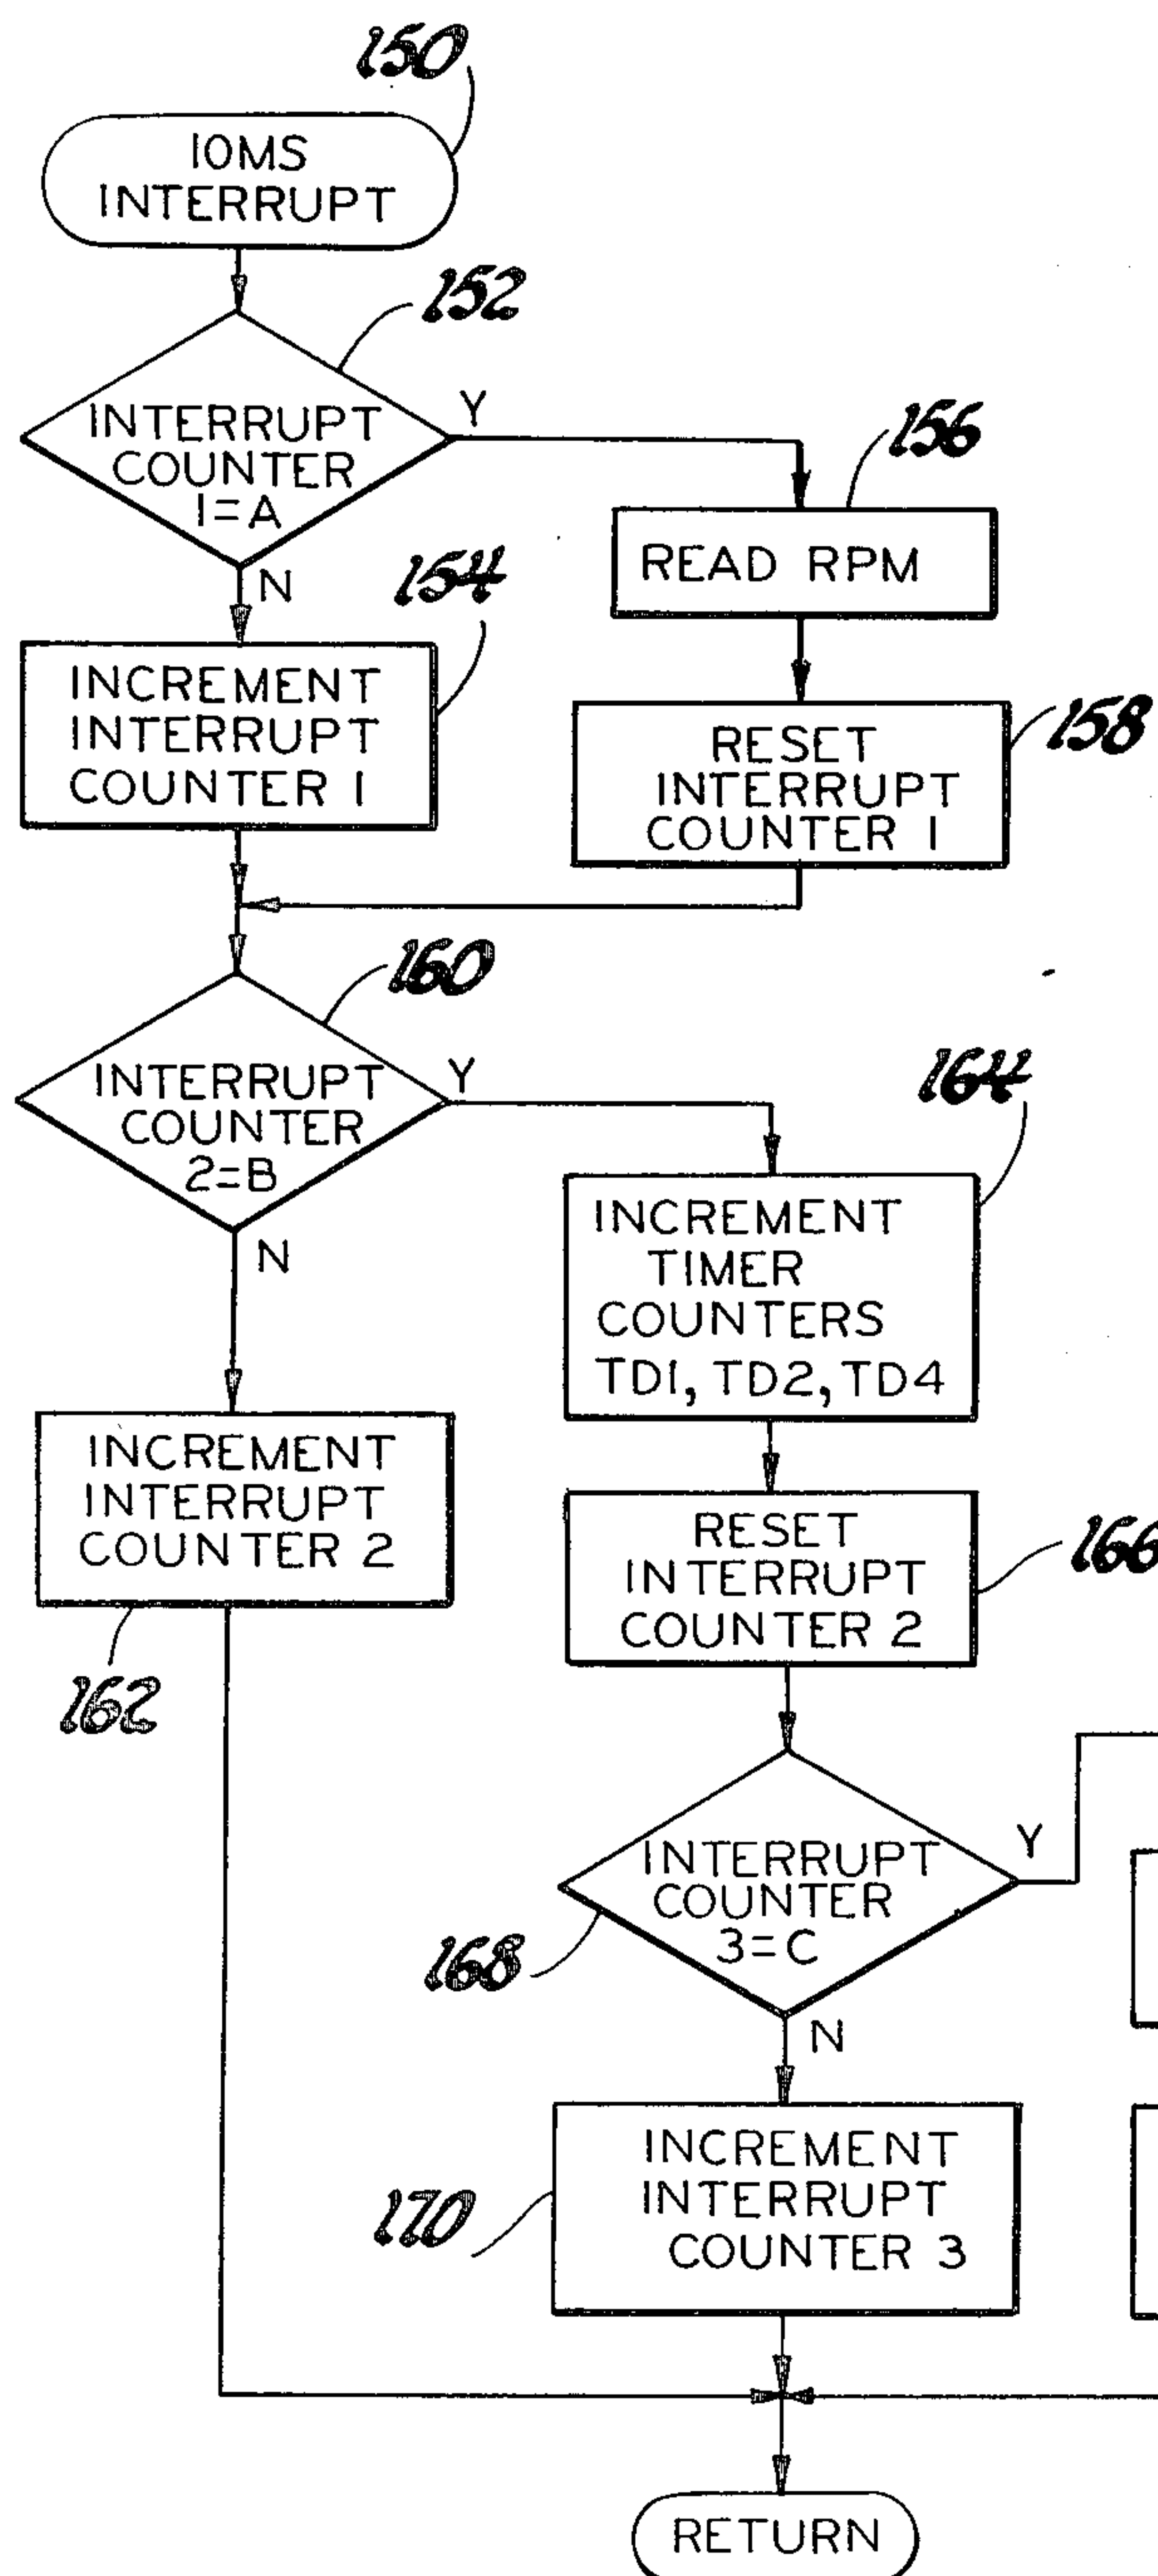 150
10MS
INTERRUPT
152
INTERRUPT
COUNTER
1=A
Y
N
156
READ RPM
154
INCREMENT
INTERRUPT
COUNTER 1
158
RESET
INTERRUPT
COUNTER 1
160
INTERRUPT
COUNTER
2=B
Y
N
164
INCREMENT
TIMER
COUNTERS
TD1, TD2, TD4
INCREMENT
INTERRUPT
COUNTER 2
162
RESET
INTERRUPT
COUNTER 2
166
INTERRUPT
COUNTER
3=C
Y
168
N
INCREMENT
INTERRUPT
COUNTER 3
170
RETURN